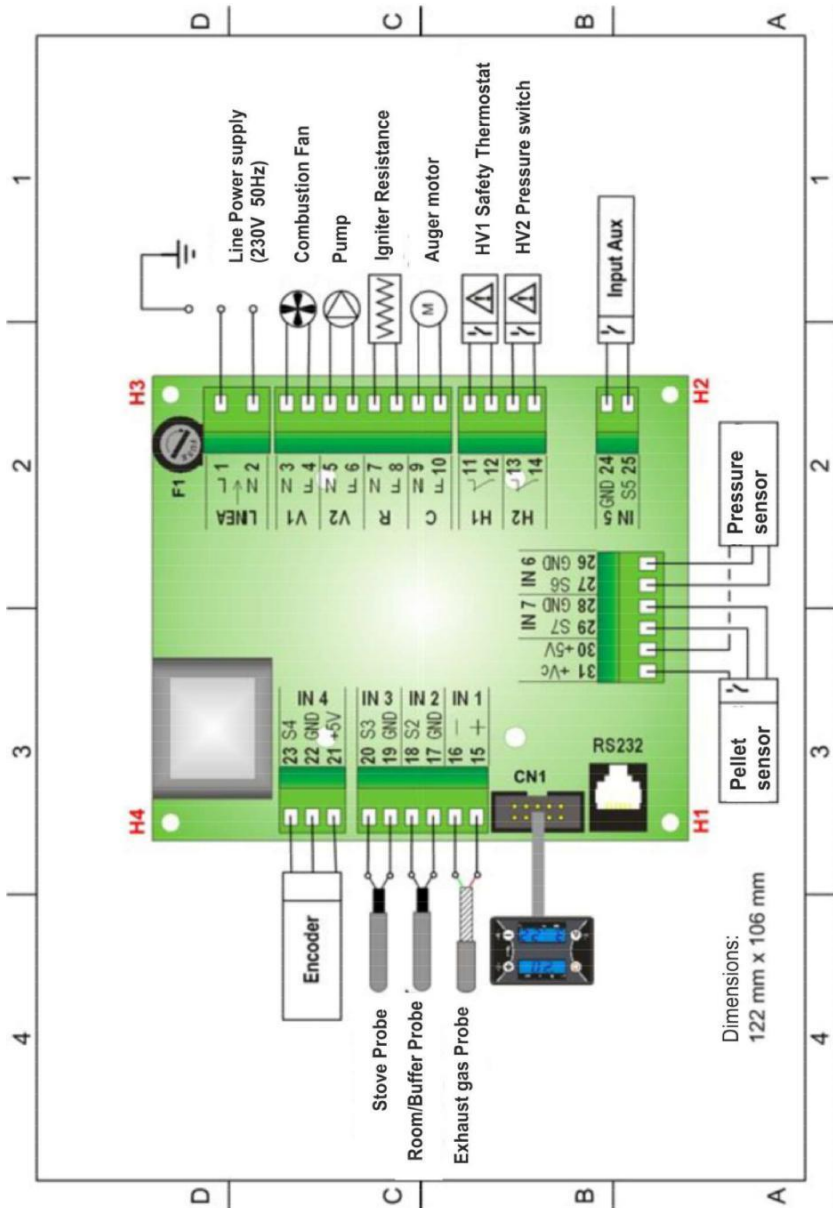 D
C
B
A
1
2
3
4
Line Power supply
(230V 50Hz)
Combustion Fan
Pump
Igniter Resistance
Auger motor
M
HV1 Safety Thermostat
HV2 Pressure switch
Input Aux
H3
H2
F1
LINEA
L 1
N 2
V1
N 3
F 4
V2
N 5
F 6
R
N 7
F 8
C
N 9
F 10
H1
11
12
H2
13
14
IN 5
GND 24
S5 25
IN 6
26 GND
27 S6
IN 7
28 GND
29 S7
30 +5V
31 +Vc
Pressure
sensor
Pellet
sensor
IN 4
23 S4
22 GND
21 +5V
IN 3
20 S3
19 GND
IN 2
18 S2
17 GND
IN 1
16 -
15 +
CN1
RS232
H4
H1
Encoder
Stove Probe
Room/Buffer Probe
Exhaust gas Probe
Dimensions:
122 mm x 106 mm
D
C
B
A
1
2
3
4